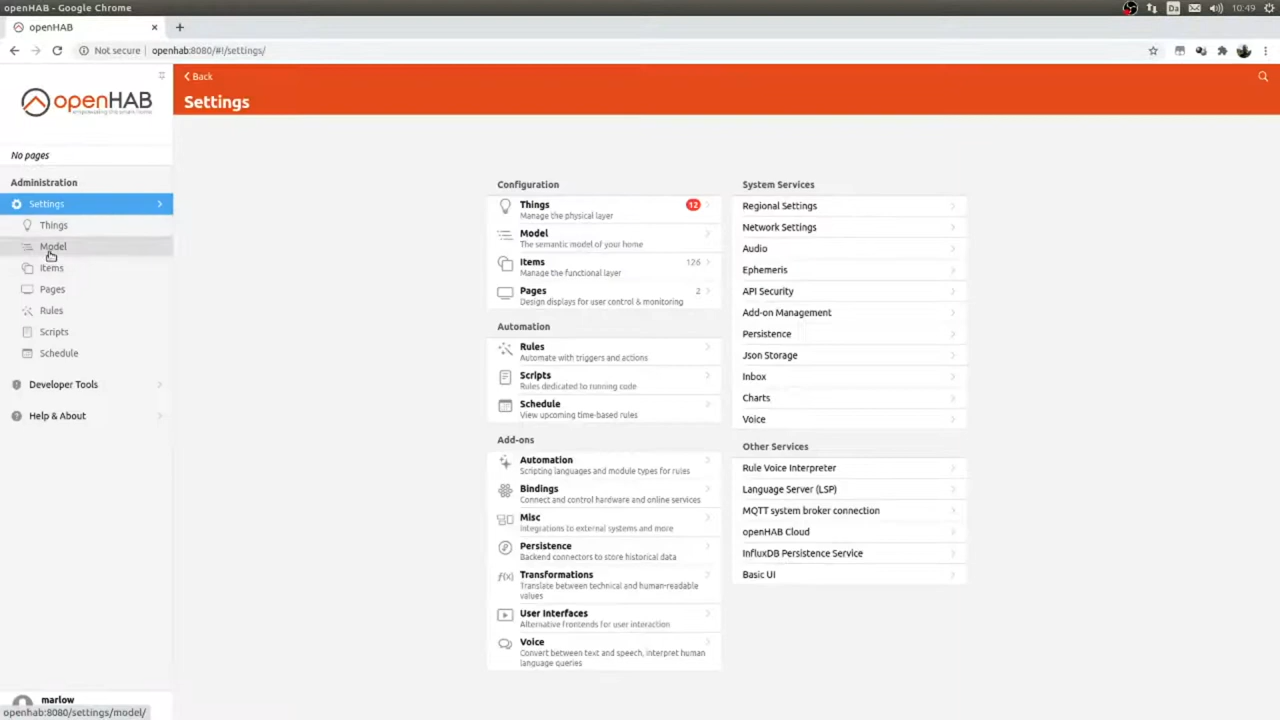 openHAB - Google Chrome
Da
10:49
openHAB
Not secure
openhab:8080/#!/settings/
openHAB
empowering the smart home
Back
Settings
No pages
Administration
Settings
Things
Model
Items
Pages
Rules
Scripts
Schedule
Developer Tools
Help & About
marlow
openhab:8080/settings/model/
Configuration
Things
12
Manage the physical layer
Model
The semantic model of your home
Items
126
Manage the functional layer
Pages
2
Design displays for user control & monitoring
Automation
Rules
Automate with triggers and actions
Scripts
Rules dedicated to running code
Schedule
View upcoming time-based rules
Add-ons
Automation
Scripting languages and module types for rules
Bindings
Connect and control hardware and online services
Misc
Integrations to external systems and more
Persistence
Backend connectors to store historical data
f(x)
Transformations
Translate between technical and human-readable
values
User Interfaces
Alternative frontends for user interaction
Voice
Convert between text and speech, interpret human
language queries
System Services
Regional Settings
Network Settings
Audio
Ephemeris
API Security
Add-on Management
Persistence
Json Storage
Inbox
Charts
Voice
Other Services
Rule Voice Interpreter
Language Server (LSP)
MQTT system broker connection
openHAB Cloud
InfluxDB Persistence Service
Basic UI